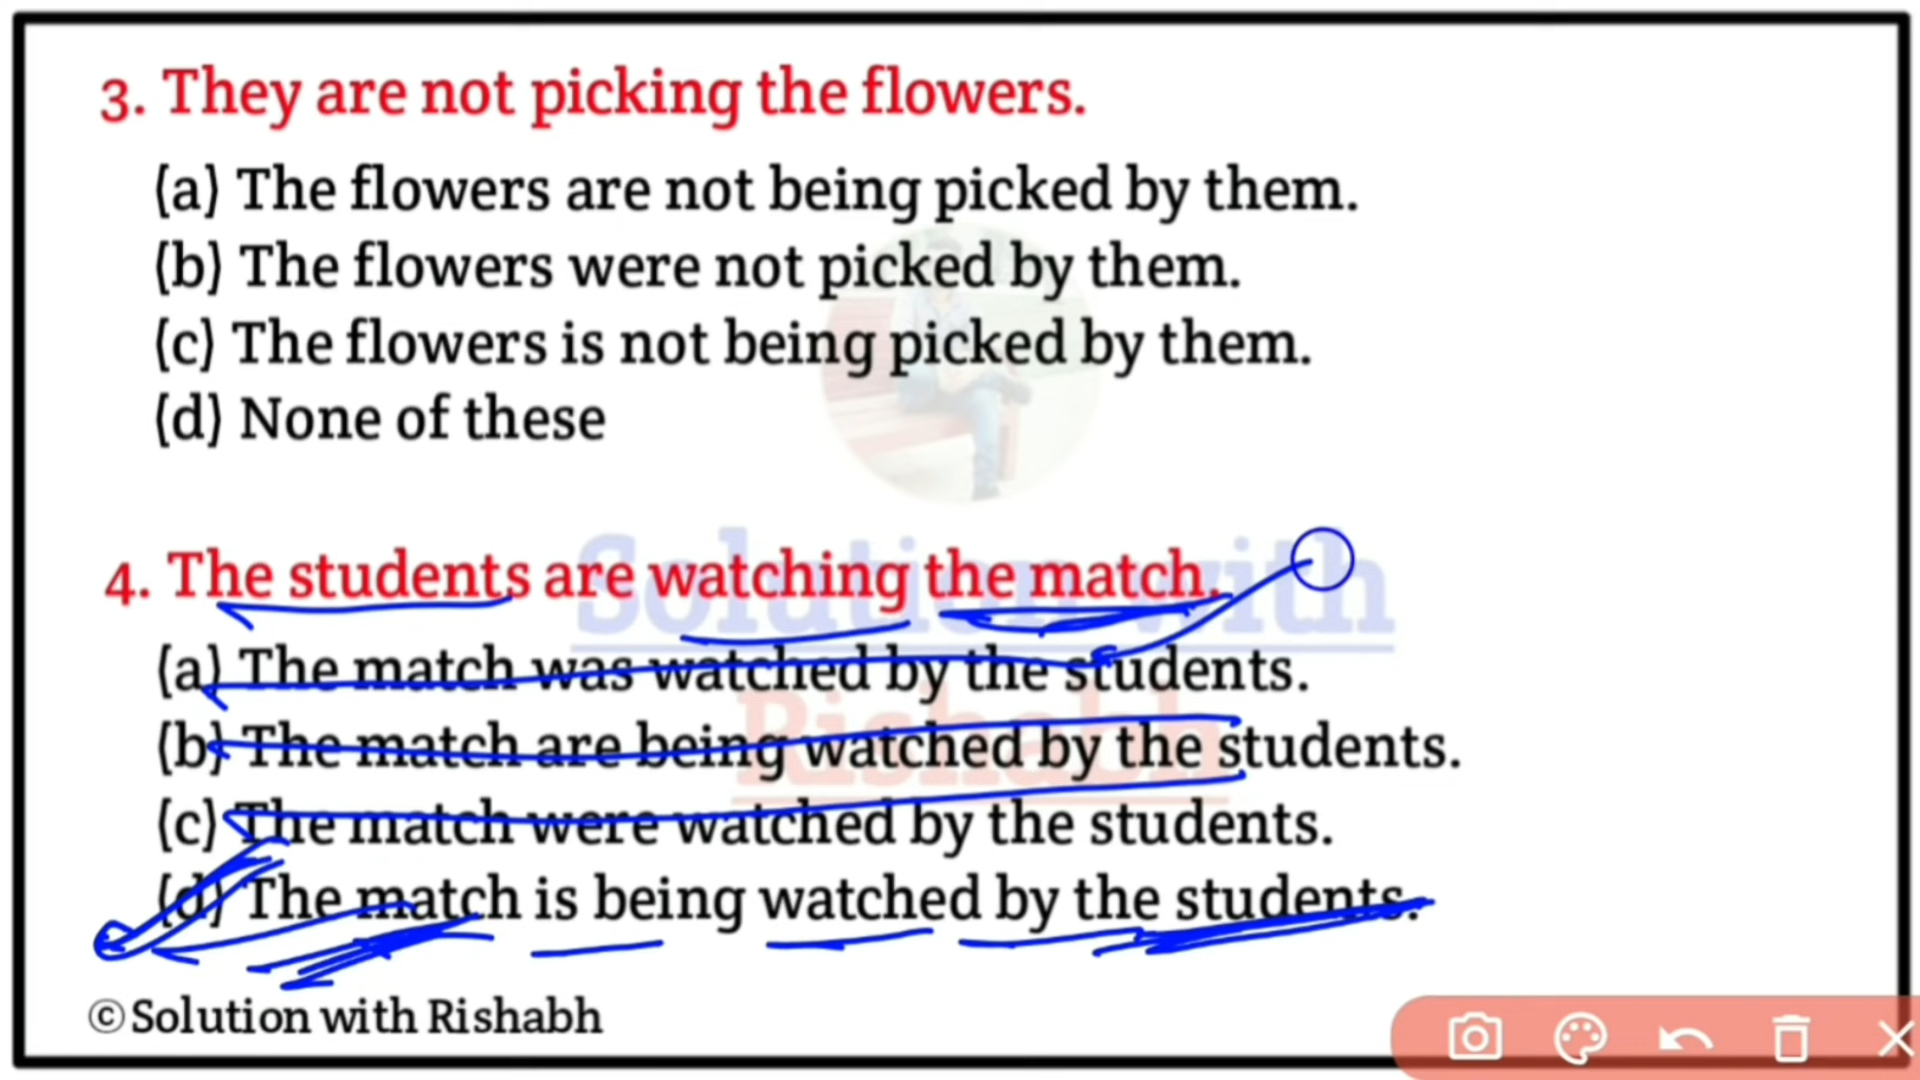 3. They are not picking the flowers.
(a) The flowers are not being picked by them.
(b) The flowers were not picked by them.
(c) The flowers is not being picked by them.
(d) None of these
Solution with
Rishabh
4. The students are watching the match.
(a) The match was watched by the students.
(b) The match are being watched by the students.
(c) The match were watched by the students.
(d) The match is being watched by the students.
©Solution with Rishabh